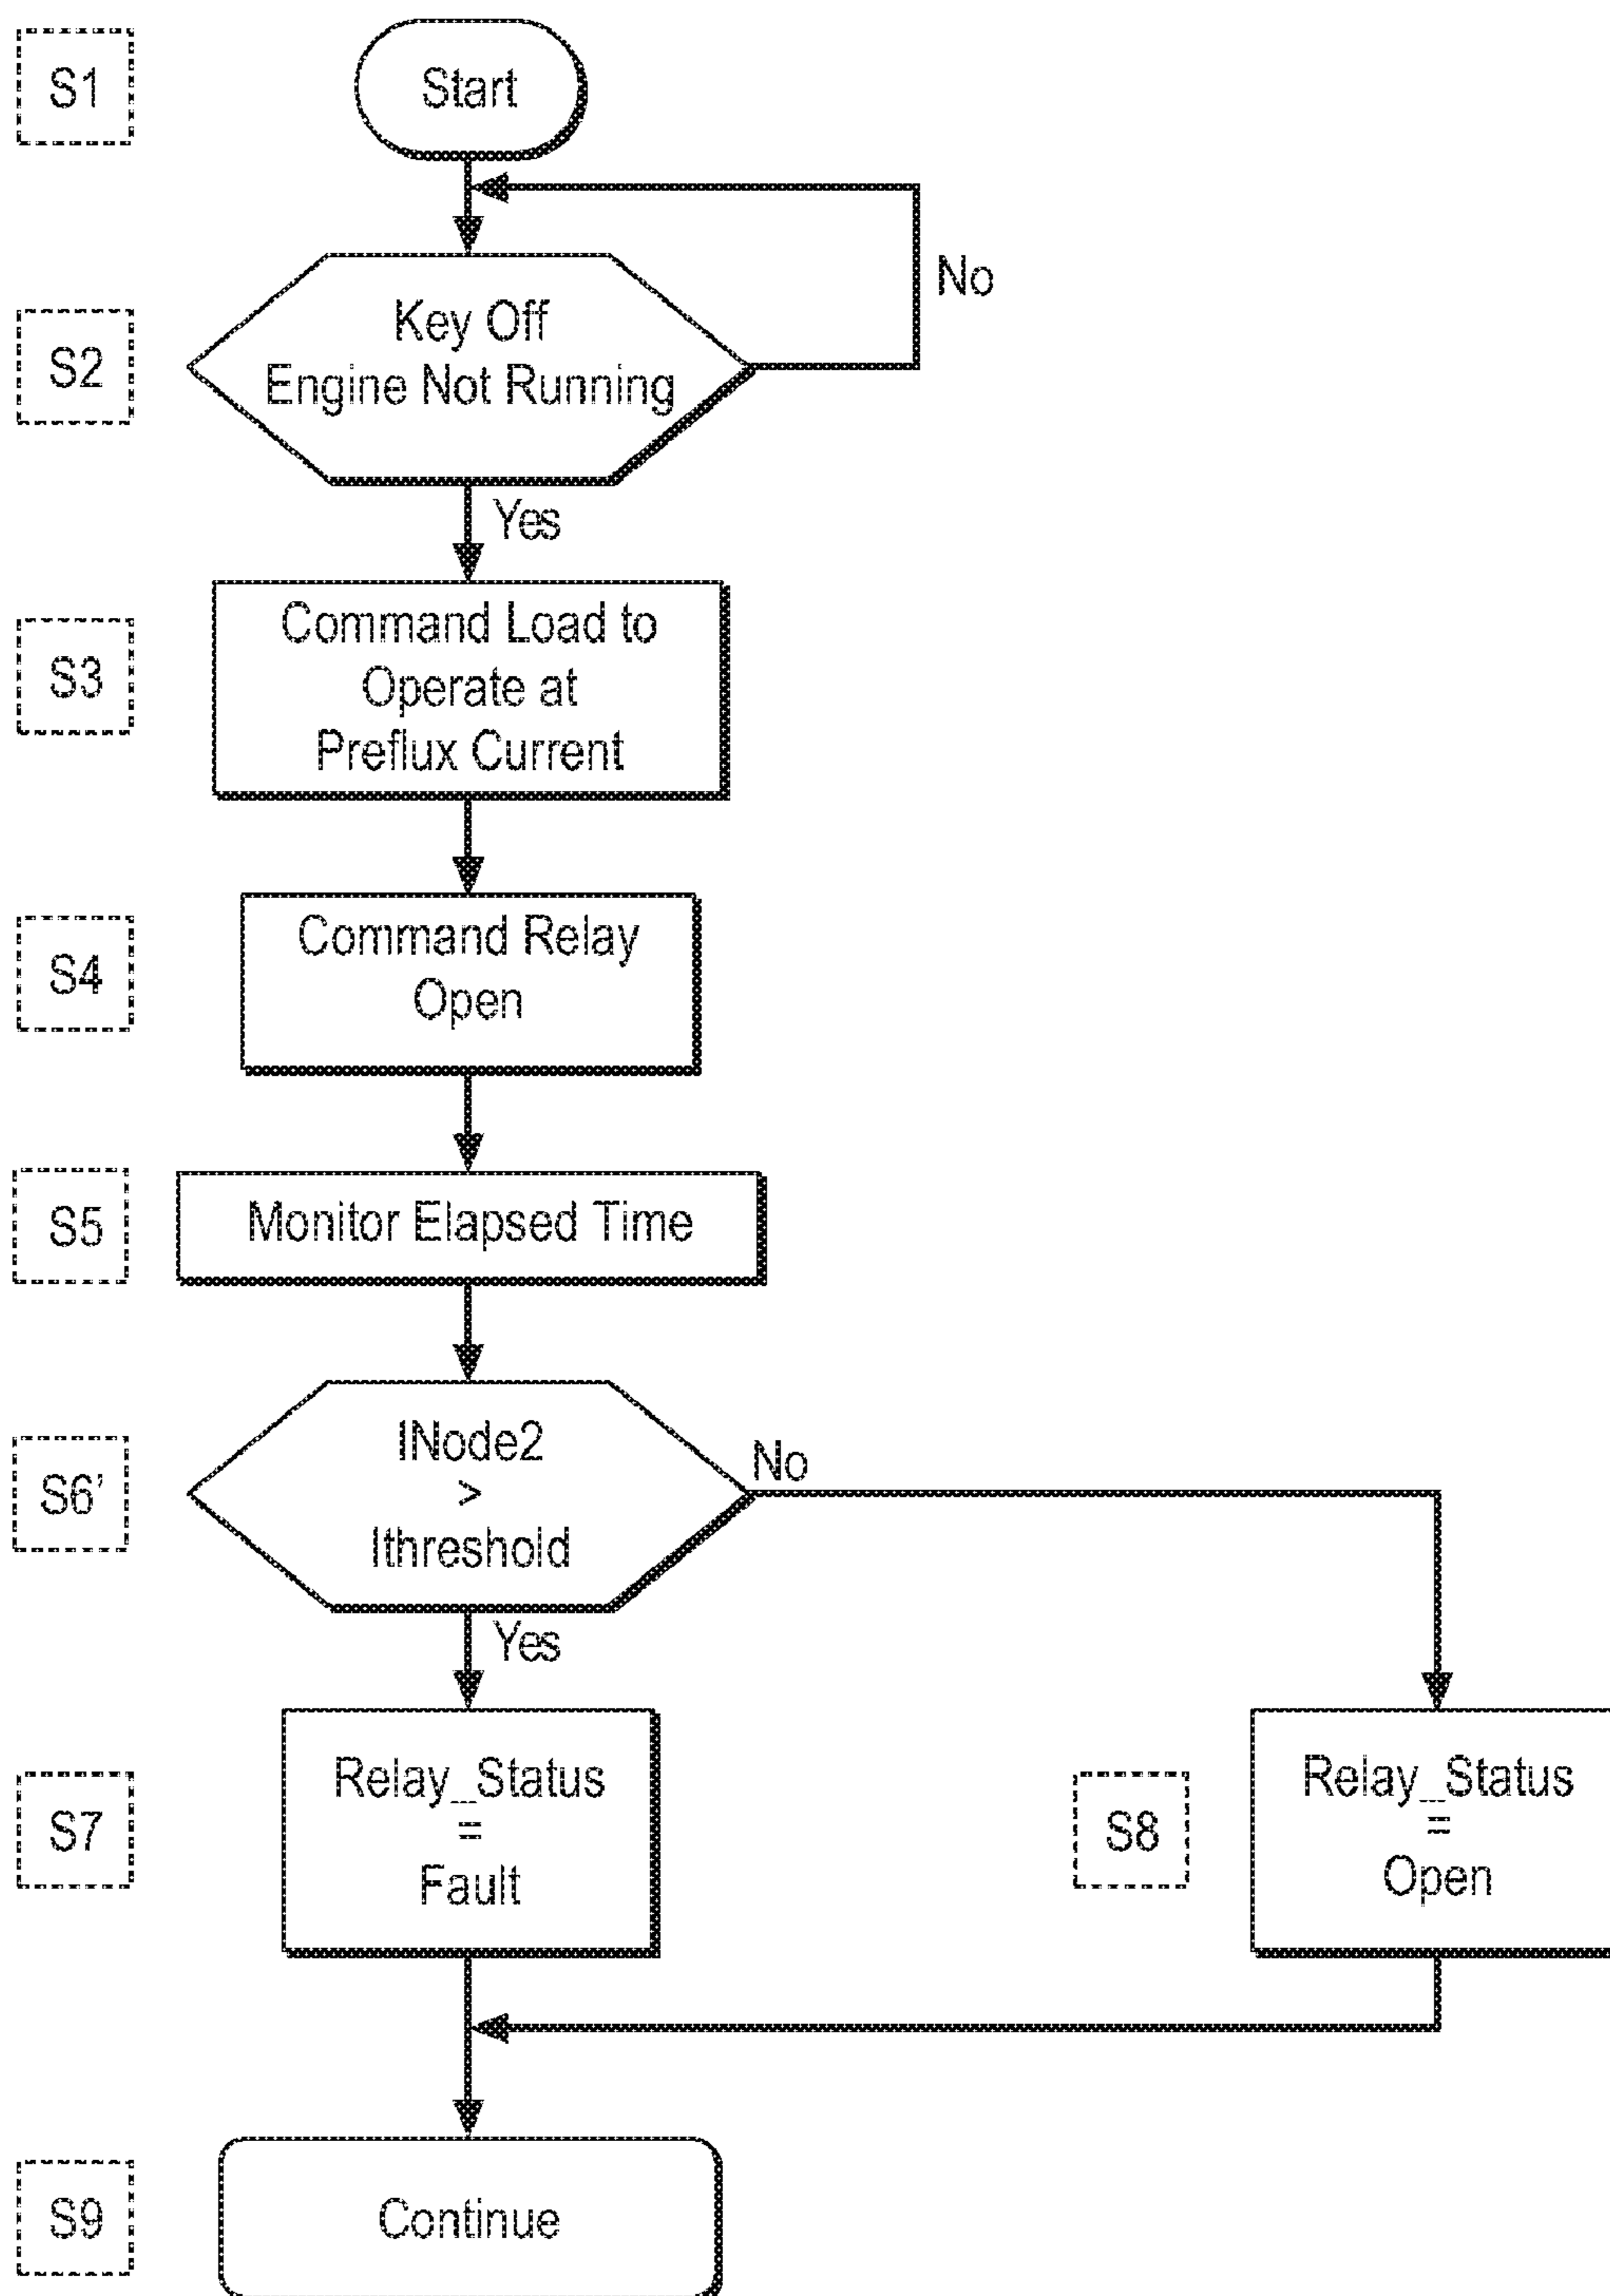 S1
Start
No
S2
Key Off
Engine Not Running
Yes
S3
Command Load to
Operate at
Preflux Current
S4
Command Relay
Open
S5
Monitor Elapsed Time
S6'
INode2
>
Ithreshold
No
Yes
S7
Relay_Status
=
Fault
S8
Relay_Status
=
Open
S9
Continue